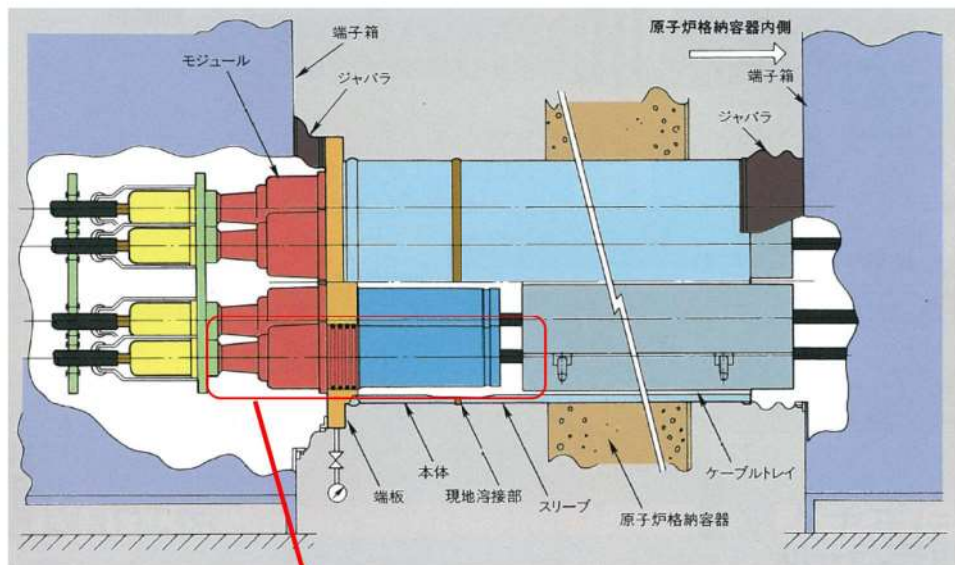 端子箱
原子炉格納容器内側
モジュール
ジャバラ
端子箱
ジャバラ
本体
端板
現地溶接部
スリーブ
ケーブルトレイ
原子炉格納容器